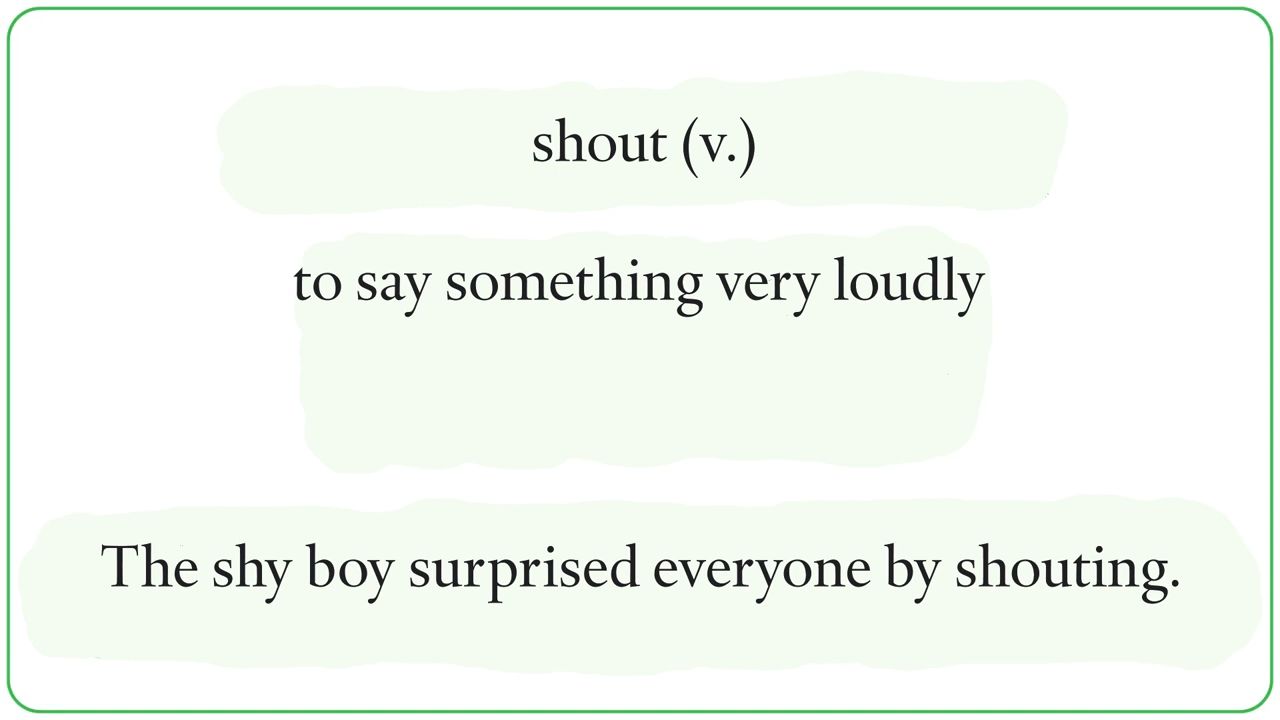 shout (v.)
to say something very loudly
The shy boy surprised everyone by shouting.